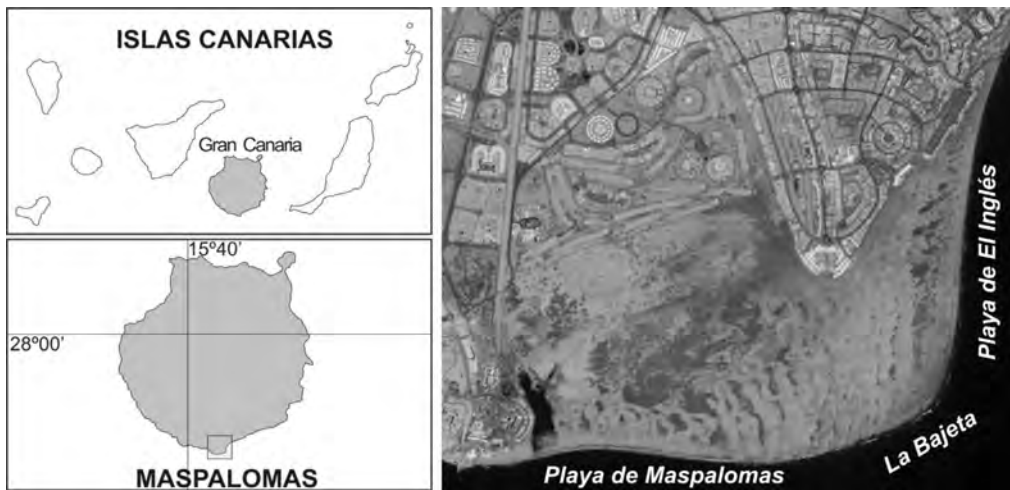 ISLAS CANARIAS
Gran Canaria
15º40’
28º00’
MASPALOMAS
Playa de El Inglés
La Bajeta
Playa de Maspalomas